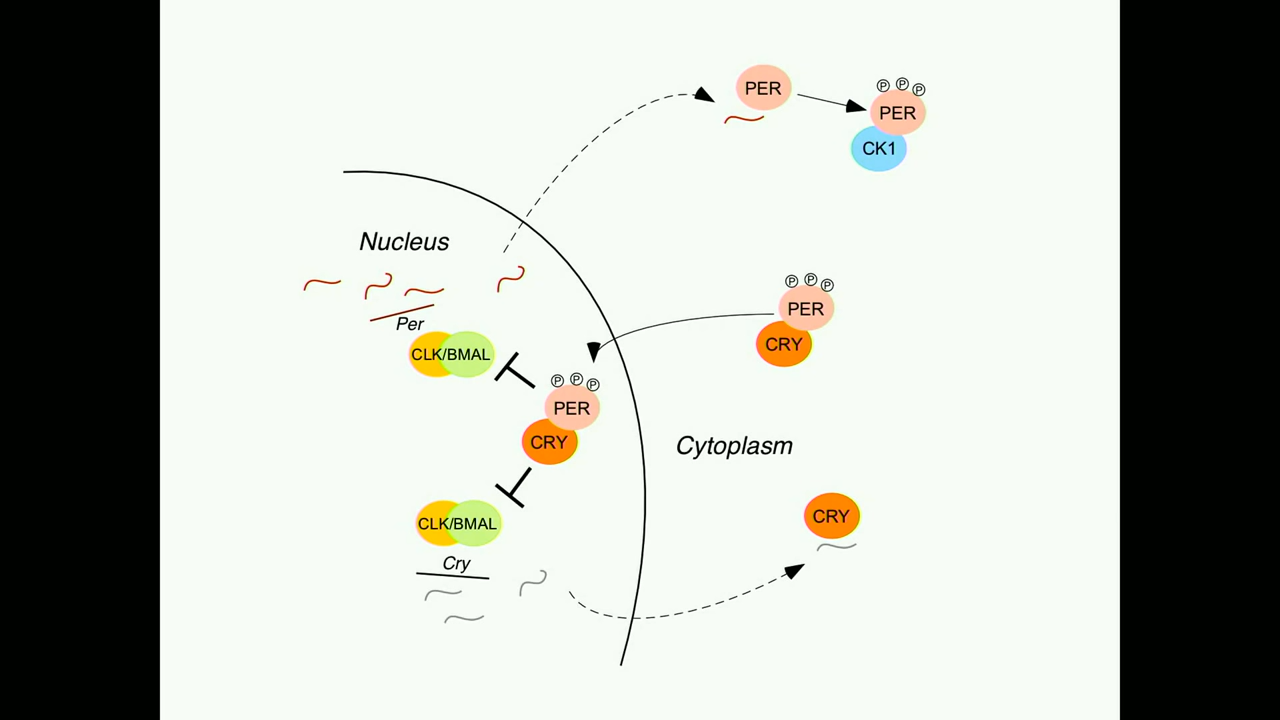 PER
P P P
PER
CK1
Nucleus
P P P
PER
CRY
Per
CLK/BMAL
P P P
PER
CRY
Cytoplasm
CLK/BMAL
CRY
Cry